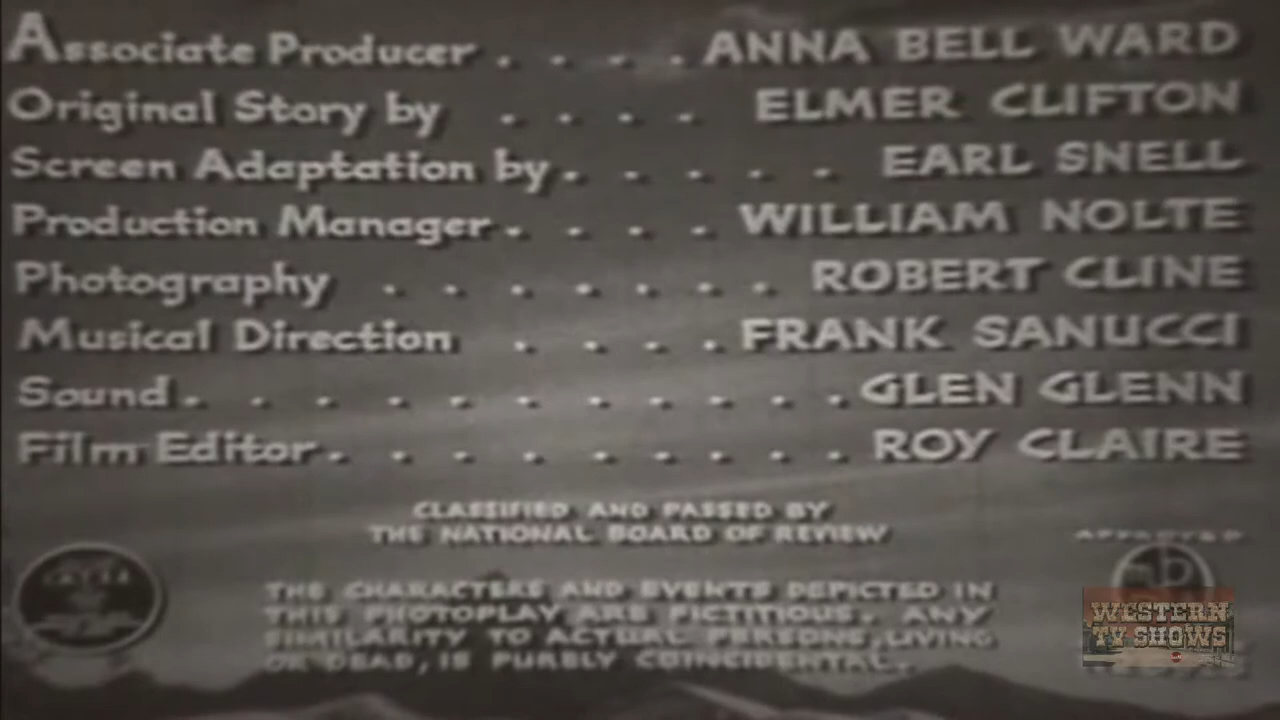 Associate Producer . . . . ANNA BELL WARD
Original Story by . . . . ELMER CLIFTON
Screen Adaptation by . . . . . EARL SNELL
Production Manager . . . . WILLIAM NOLTE
Photography . . . . . . . ROBERT CLINE
Musical Direction . . . . FRANK SANUCCI
Sound . . . . . . . . . . . GLEN GLENN
Film Editor . . . . . . . . . ROY CLAIRE
CLASSIFIED AND PASSED BY
THE NATIONAL BOARD OF REVIEW
APPROVED
THE CHARACTERS AND EVENTS DEPICTED IN
THIS PHOTOPLAY ARE FICTITIOUS. ANY
SIMILARITY TO ACTUAL PERSONS, LIVING
OR DEAD, IS PURELY COINCIDENTAL.
WESTERN
TV SHOWS